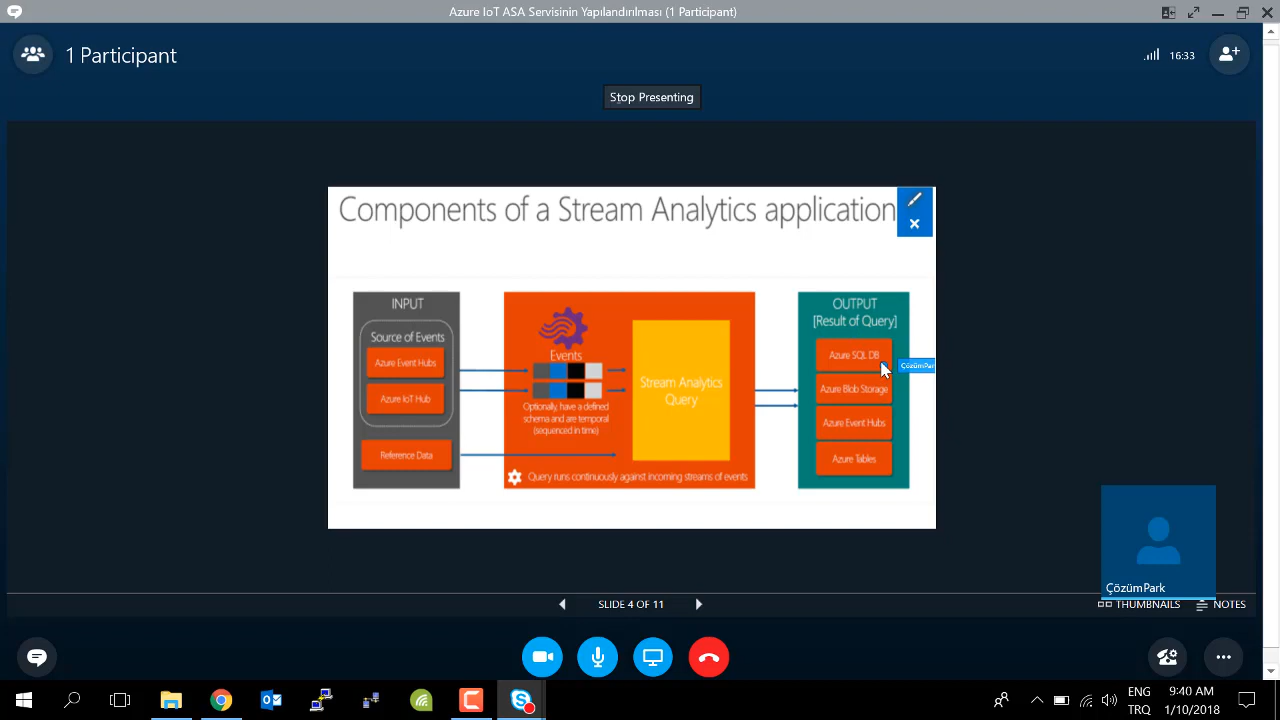 Azure IoT ASA Servisinin Yapılandırılması (1 Participant)
1 Participant
16:33
Stop Presenting
Components of a Stream Analytics application
INPUT
Source of Events
Azure Event Hubs
Azure IoT Hub
Reference Data
Events
Optionally, have a defined
schema and are temporal
(sequenced in time)
Stream Analytics
Query
Query runs continuously against incoming streams of events
OUTPUT
[Result of Query]
Azure SQL DB
Azure Blob Storage
Azure Event Hubs
Azure Tables
ÇözümPar
ÇözümPark
SLIDE 4 OF 11
THUMBNAILS
NOTES
ENG
TRQ
10 AM
1/10/2018